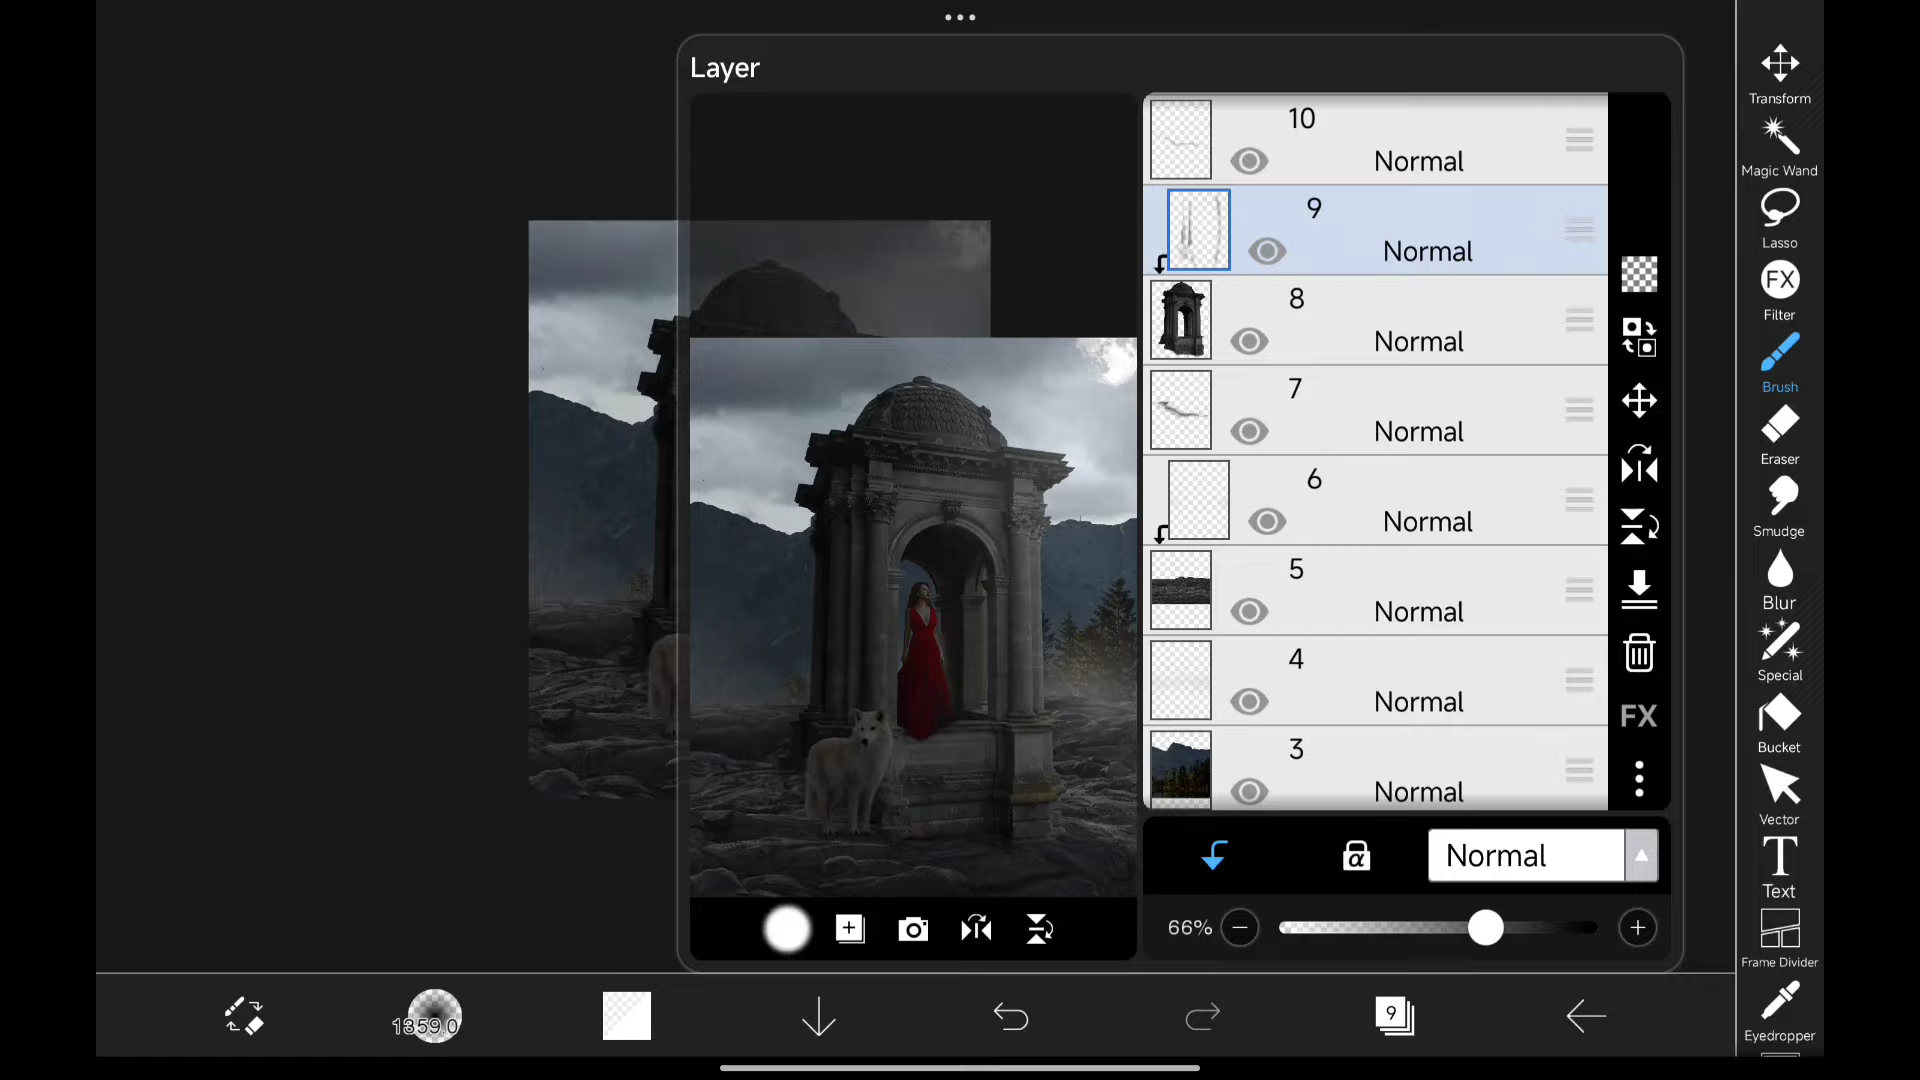 Layer
10
Normal
9
Normal
8
Normal
7
Normal
6
Normal
5
Normal
4
Normal
3
Normal
FX
α
Normal
66%
1359.0
9
Transform
Magic Wand
Lasso
FX
Filter
Brush
Eraser
Smudge
Blur
Special
Bucket
Vector
T
Text
Frame Divider
Eyedropper